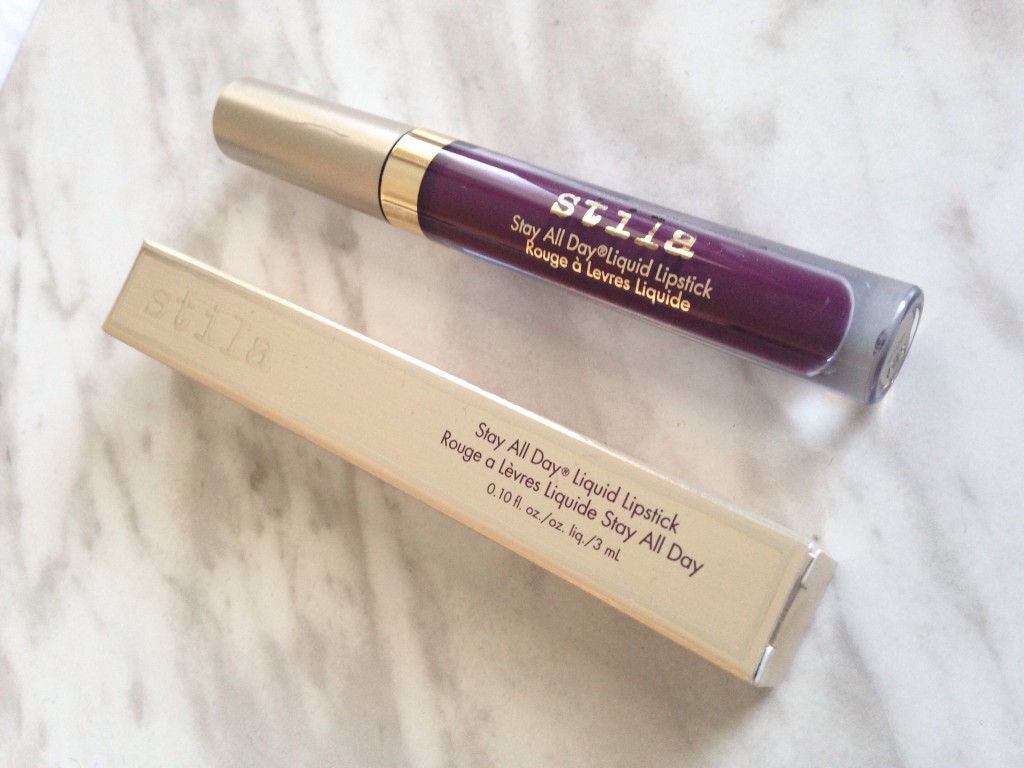 stila
Stay All Day®Liquid Lipstick
Rouge à Levres Liquide
stila
Stay All Day® Liquid Lipstick
Rouge a Lèvres Liquide Stay All Day
0.10 fl. oz./oz. liq./3 mL